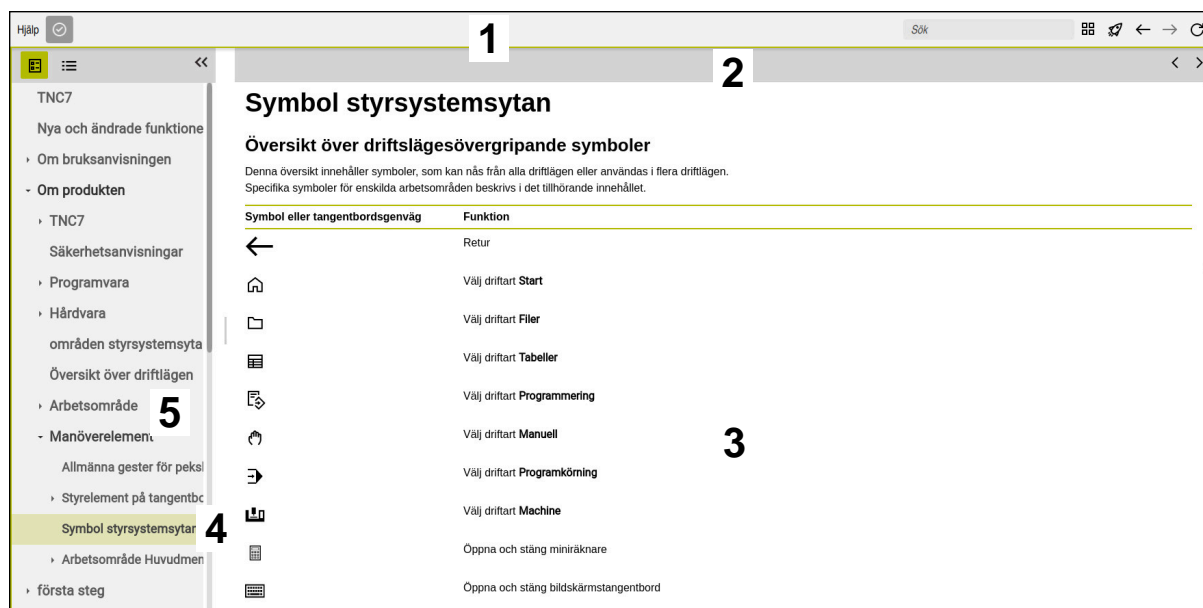 Hjälp
Sök
1
2
TNC7
Nya och ändrade funktione
Om bruksanvisningen
Om produkten
TNC7
Säkerhetsanvisningar
Programvara
Hårdvara
områden styrsystemsyta
Översikt över driftlägen
Arbetsområde
5
Manöverelement
Allmänna gester för peksl
Styrelement på tangentbo
Symbol styrsystemsytan
4
Arbetsområde Huvudmen
första steg
Symbol styrsystemsytan
Översikt över driftslägesövergripande symboler
Denna översikt innehåller symboler, som kan nås från alla driftlägen eller användas i flera driftlägen.
Specifika symboler för enskilda arbetsområden beskrivs i det tillhörande innehållet.
Symbol eller tangentbordsgenväg Funktion
Retur
Välj driftart Start
Välj driftart Filer
Välj driftart Tabeller
Välj driftart Programmering
Välj driftart Manuell
3
Välj driftart Programkörning
Välj driftart Machine
Öppna och stäng miniräknare
Öppna och stäng bildskärmstangentbord